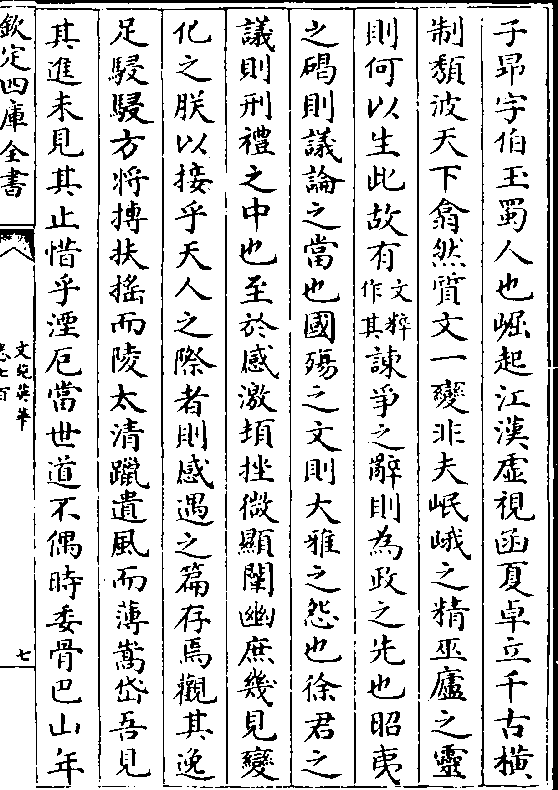 子昻字伯玉蜀人也崛起江漢虚視函夏卓立千古橫
制頽波天下翕然質文一變非夫岷峨之精巫廬之靈
則何以生此故有文粹作其諫爭之辭則為政之先也昭夷
之碣則議論之當也國殤之文則大雅之怨也徐君之
議則刑禮之中也至於感激頓挫微顯闡幽庶幾見變
化之朕以接乎天人之際者則感遇之篇存焉觀其逸
足駸駸方將摶扶搖而陵太清躐遺風而薄嵩岱吾見
其進未見其止惜乎湮厄當世道不偶時委骨巴山年
欽定四庫全書
文苑英華
卷七百
七